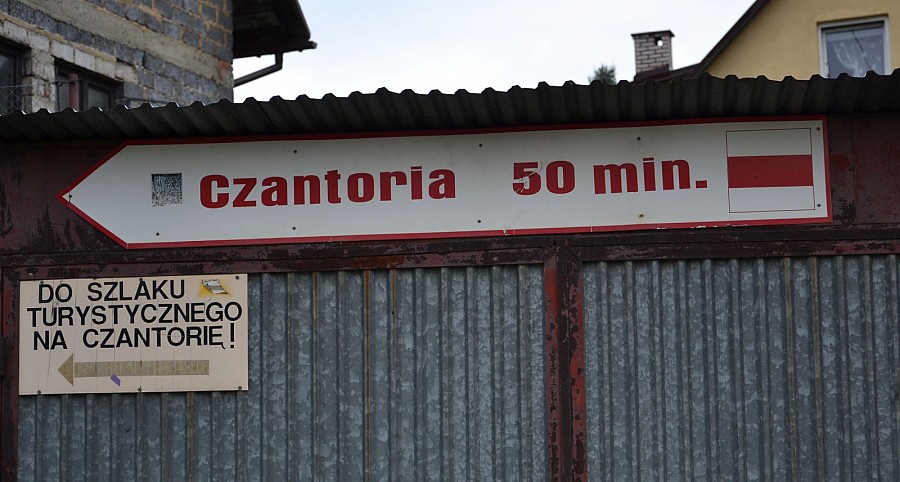 Czantoria 50 min.
DO SZLAKU
TURYSTYCZNEGO
NA CZANTORIĘ!